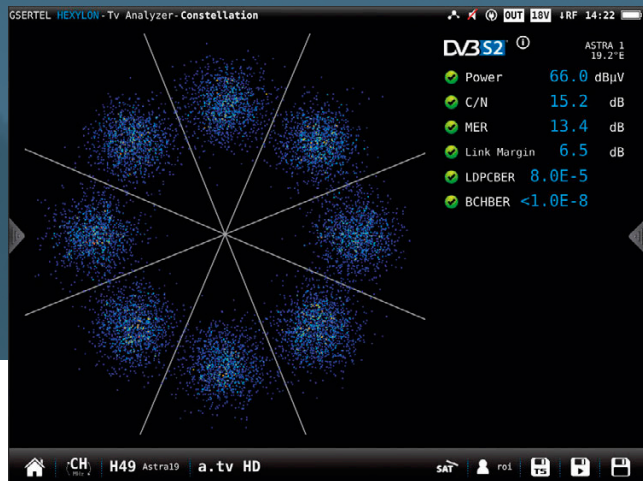 GSERTEL HEXYLON-Tv Analyzer-Constellation OUT 18V ↓RF 14:22
DVB S2 ASTRA 1
19.2°E
Power 66.0 dBµV
C/N 15.2 dB
MER 13.4 dB
Link Margin 6.5 dB
LDPCBER 8.0E-5
BCHBER <1.0E-8
CH H49 Astra19 a.tv HD SAT roi TS